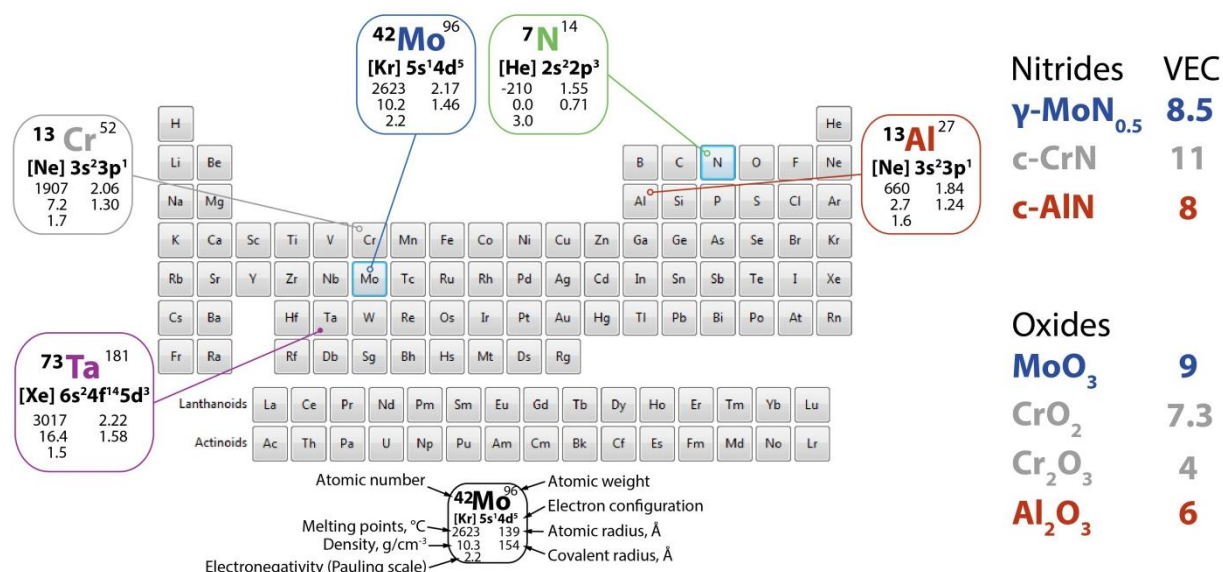 42Mo96
[Kr] 5s¹4d⁵
2623 2.17
10.2 1.46
2.2
7N14
[He] 2s²2p³
-210 1.55
0.0 0.71
3.0
13 Cr 52
[Ne] 3s²3p¹
1907 2.06
7.2 1.30
1.7
13Al27
[Ne] 3s²3p¹
660 1.84
2.7 1.24
1.6
73Ta 181
[Xe] 6s²4f¹⁴5d³
3017 2.22
16.4 1.58
1.5
H He
Li Be B C N O F Ne
Na Mg Al Si P S Cl Ar
K Ca Sc Ti V Cr Mn Fe Co Ni Cu Zn Ga Ge As Se Br Kr
Rb Sr Y Zr Nb Mo Tc Ru Rh Pd Ag Cd In Sn Sb Te I Xe
Cs Ba Hf Ta W Re Os Ir Pt Au Hg Tl Pb Bi Po At Rn
Fr Ra Rf Db Sg Bh Hs Mt Ds Rg
Lanthanoids La Ce Pr Nd Pm Sm Eu Gd Tb Dy Ho Er Tm Yb Lu
Actinoids Ac Th Pa U Np Pu Am Cm Bk Cf Es Fm Md No Lr
Atomic number
Melting points, °C
Density, g/cm⁻³
Electronegativity (Pauling scale)
42Mo96
[Kr] 5s¹4d⁵
2623 139
10.3 154
2.2
Atomic weight
Electron configuration
Atomic radius, Å
Covalent radius, Å
Nitrides VEC
γ-MoN₀.₅ 8.5
c-CrN 11
c-AlN 8
Oxides
MoO₃ 9
CrO₂ 7.3
Cr₂O₃ 4
Al₂O₃ 6